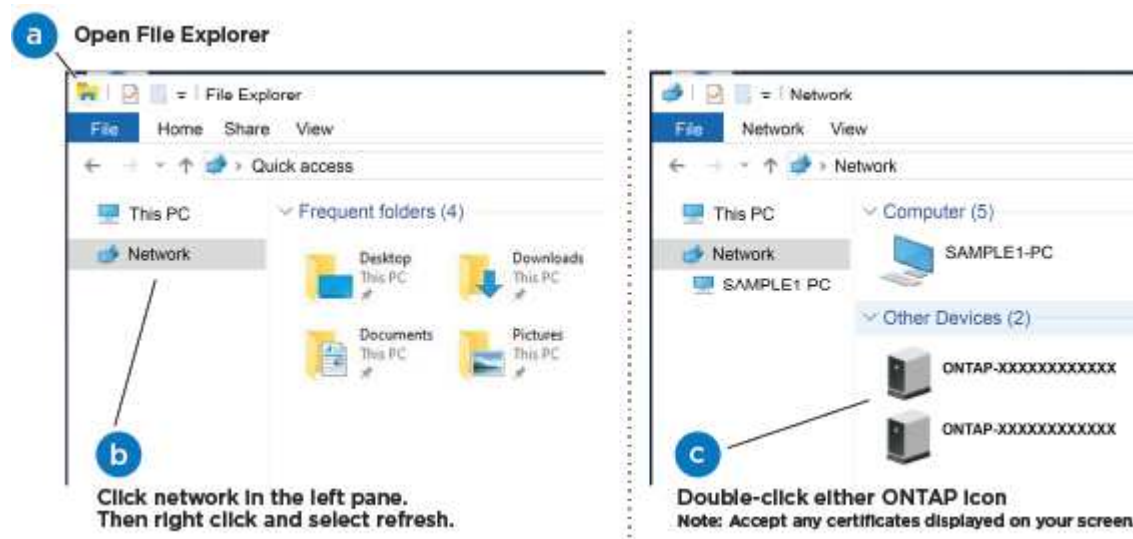 a
Open File Explorer
File Explorer
File Home Share View
Quick access
This PC
Network
Frequent folders (4)
Desktop
This PC
Downloads
This PC
Documents
This PC
Pictures
This PC
b
Click network in the left pane.
Then right click and select refresh.
Network
File Network View
Network
This PC
Network
SAMPLE1 PC
Computer (5)
SAMPLE1-PC
Other Devices (2)
ONTAP-XXXXXXXXXXXX
ONTAP-XXXXXXXXXXXX
c
Double-click either ONTAP icon
Note: Accept any certificates displayed on your screen.